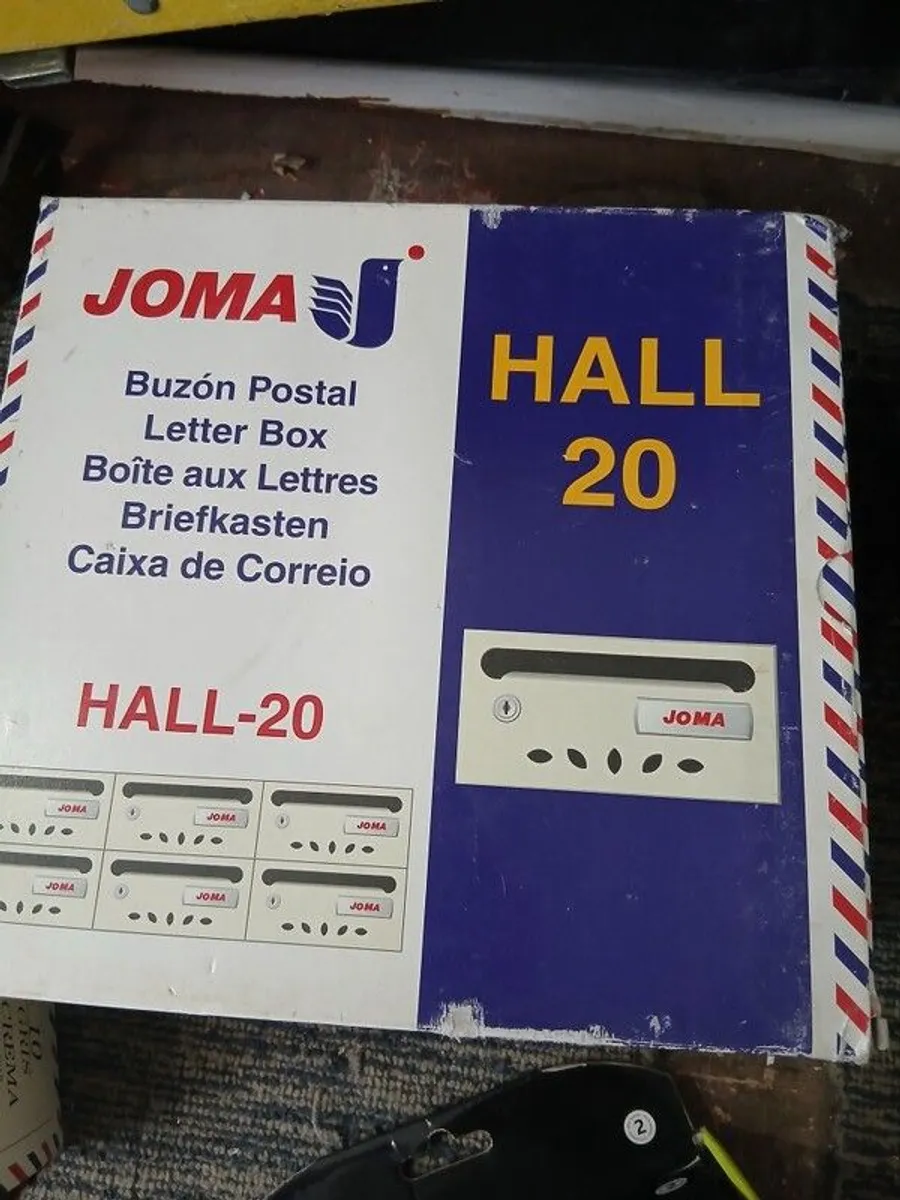 JOMA
Buzón Postal
Letter Box
Boîte aux Lettres
Briefkasten
Caixa de Correio
HALL-20
JOMA
JOMA
JOMA
JOMA
JOMA
JOMA
HALL
20
JOMA
CREMA
2